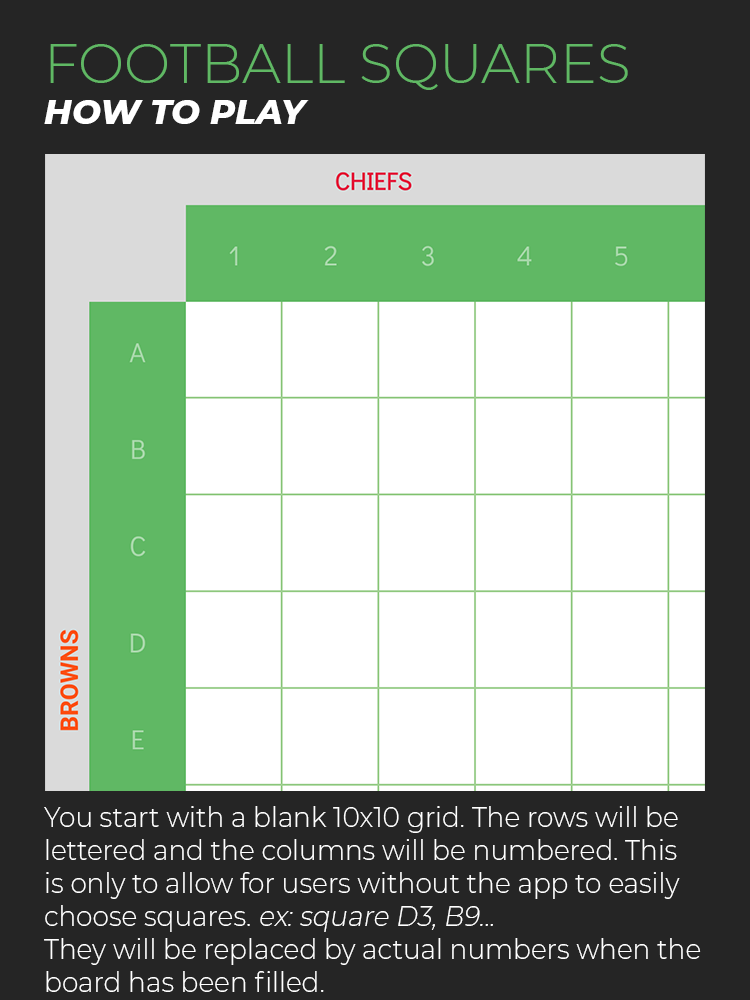 FOOTBALL SQUARES
HOW TO PLAY
CHIEFS
1 2 3 4 5
A
B
C
D
E
BROWNS
You start with a blank 10x10 grid. The rows will be
lettered and the columns will be numbered. This
is only to allow for users without the app to easily
choose squares. ex: square D3, B9...
They will be replaced by actual numbers when the
board has been filled.